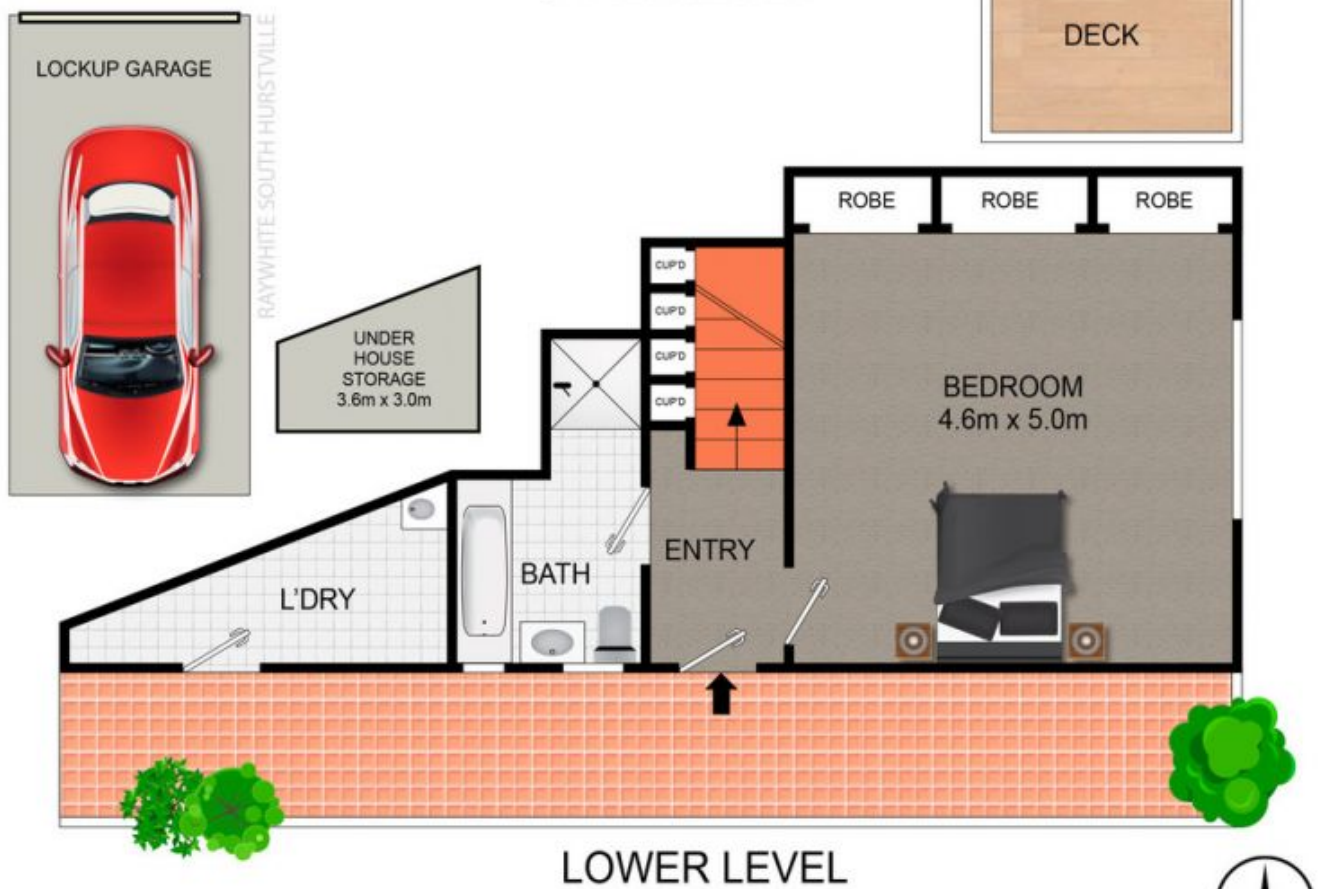 LOCKUP GARAGE
RAYWHITE SOUTH HURSTVILLE
DECK
ROBE
ROBE
ROBE
CUP'D
CUP'D
CUP'D
CUP'D
UNDER
HOUSE
STORAGE
3.6m x 3.0m
BEDROOM
4.6m x 5.0m
ENTRY
BATH
L'DRY
LOWER LEVEL